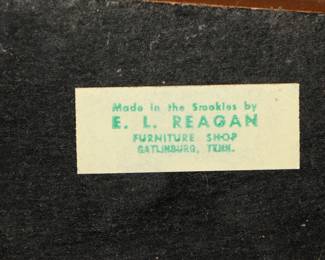 Made in the Smokies by
E. L. REAGAN
FURNITURE SHOP
GATLINBURG, TENN.